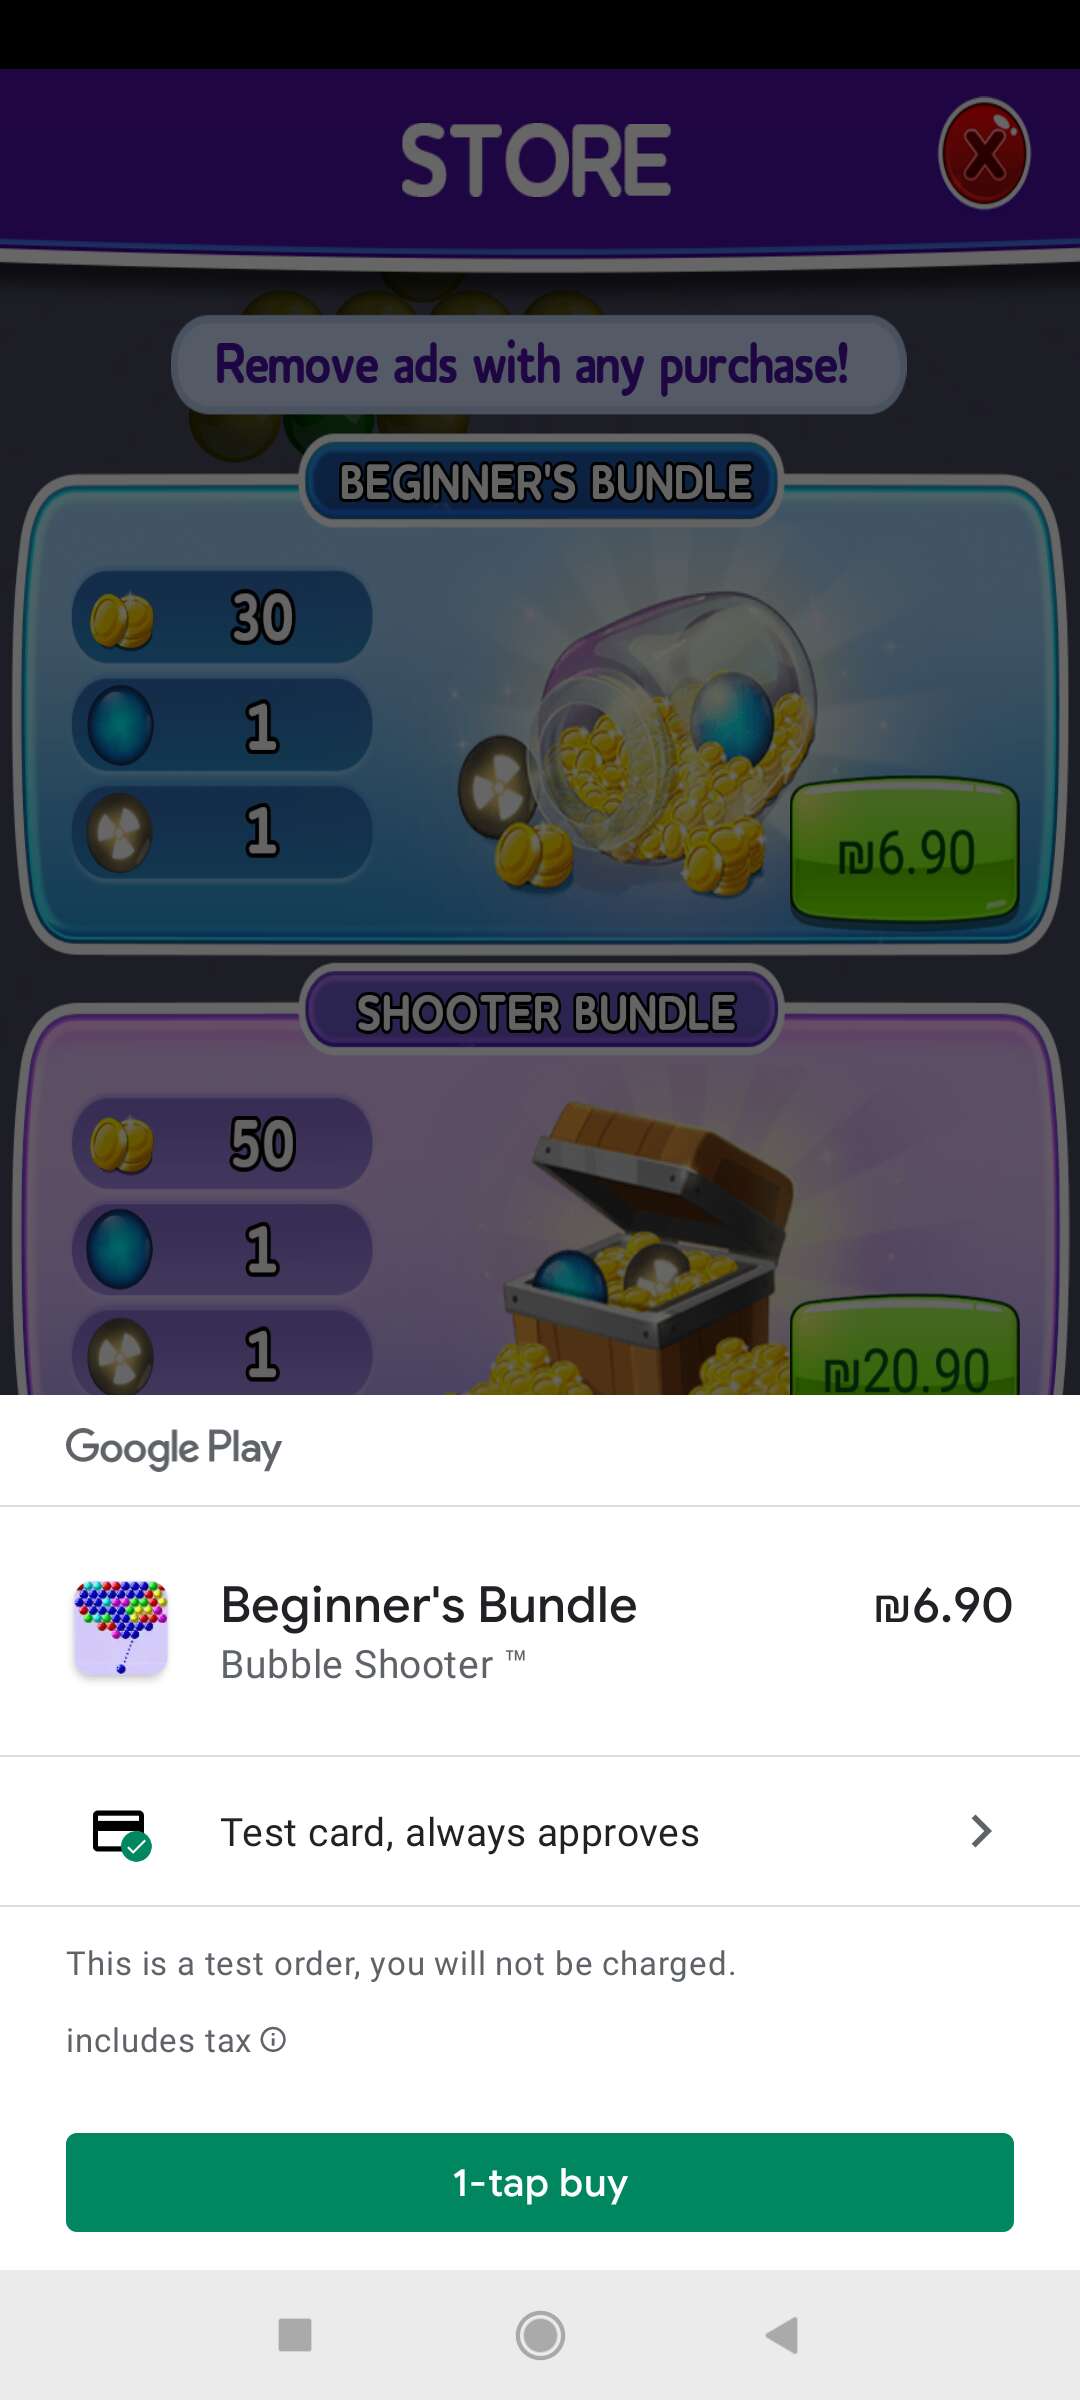 STORE
Remove ads with any purchase!
BEGINNER'S BUNDLE
30
1
1
₪6.90
SHOOTER BUNDLE
50
1
1
₪20.90
Google Play
Beginner's Bundle
₪6.90
Bubble Shooter ™
Test card, always approves
This is a test order, you will not be charged.
includes tax
1-tap buy